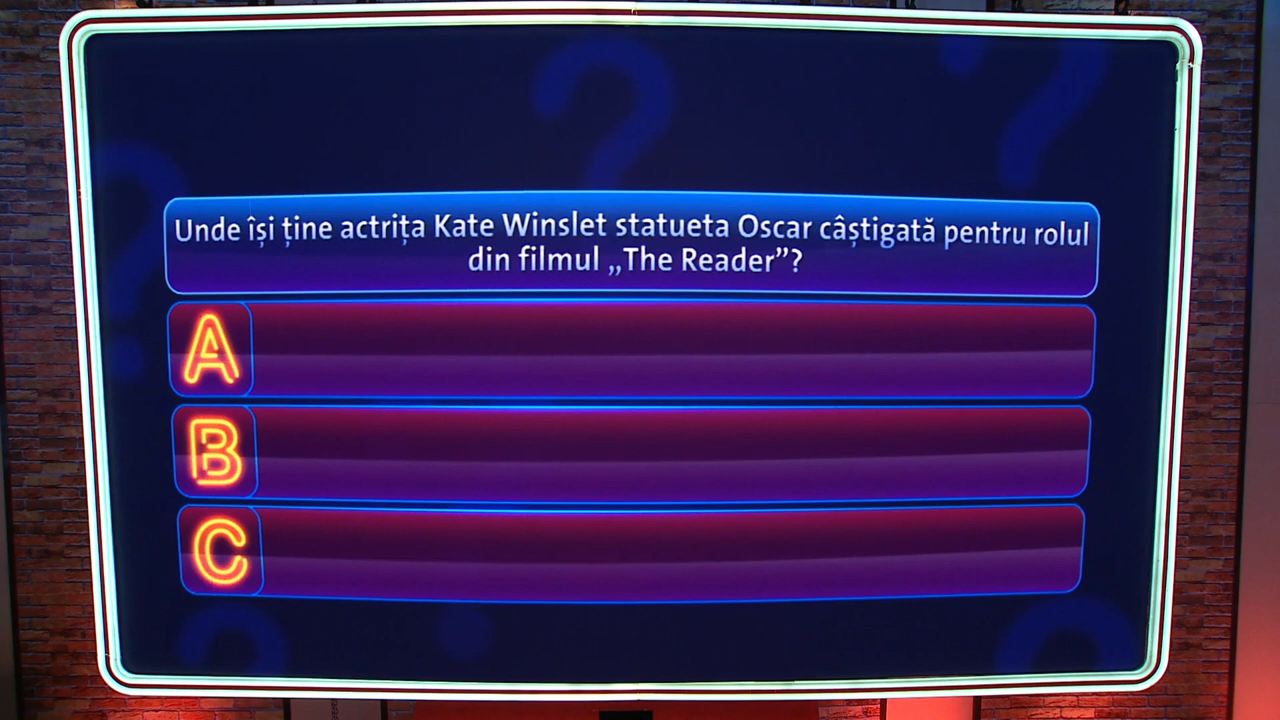 Unde își ține actrița Kate Winslet statueta Oscar câștigată pentru rolul
din filmul „The Reader”?
A
B
C